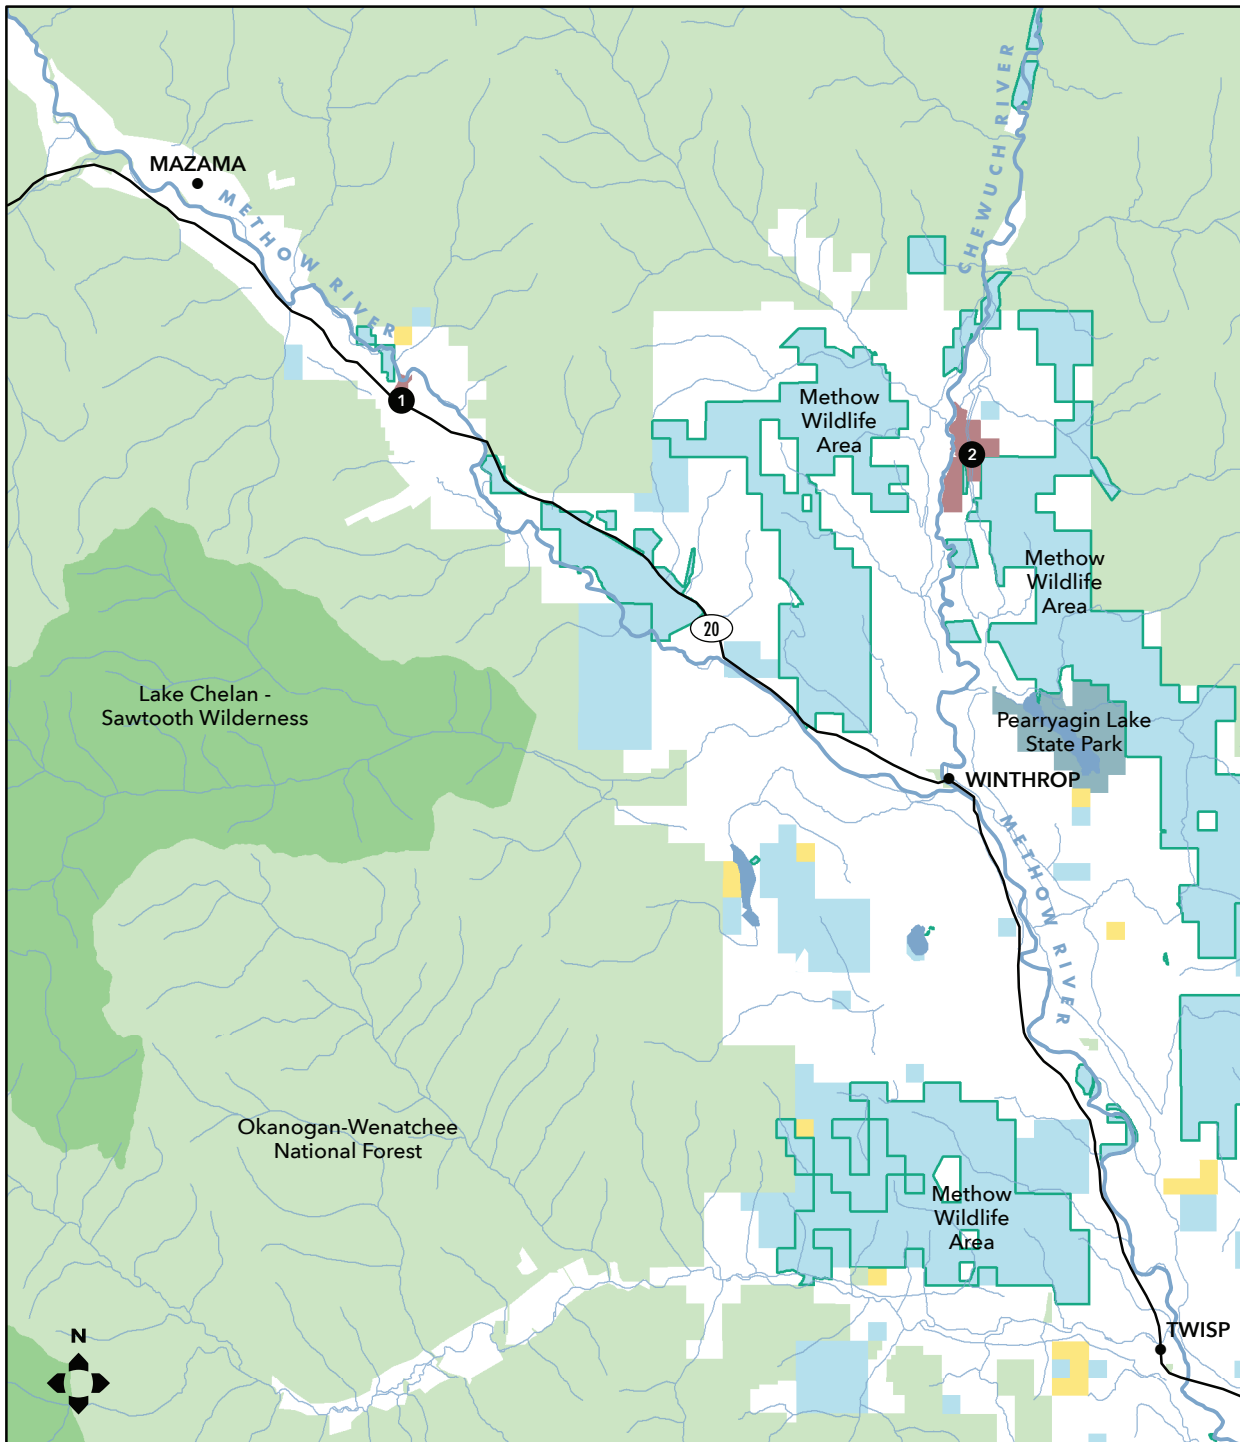 CHEWUCH RIVER
MAZAMA
METHOW RIVER
1
Methow
Wildlife
Area
2
Methow
Wildlife
Area
20
Lake Chelan -
Sawtooth Wilderness
Pearryagin Lake
State Park
WINTHROP
METHOW RIVER
Okanogan-Wenatchee
National Forest
Methow
Wildlife
Area
N
TWISP